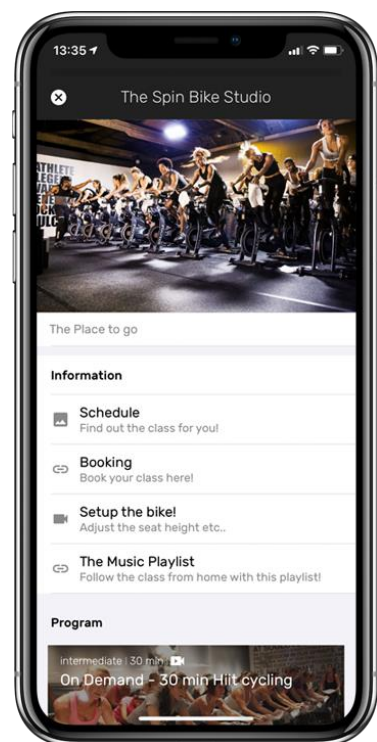 13:35
The Spin Bike Studio
ATHLETE
The Place to go
Information
Schedule
Find out the class for you!
Booking
Book your class here!
Setup the bike!
Adjust the seat height etc..
The Music Playlist
Follow the class from home with this playlist!
Program
intermediate | 30 min |
On Demand - 30 min Hiit cycling